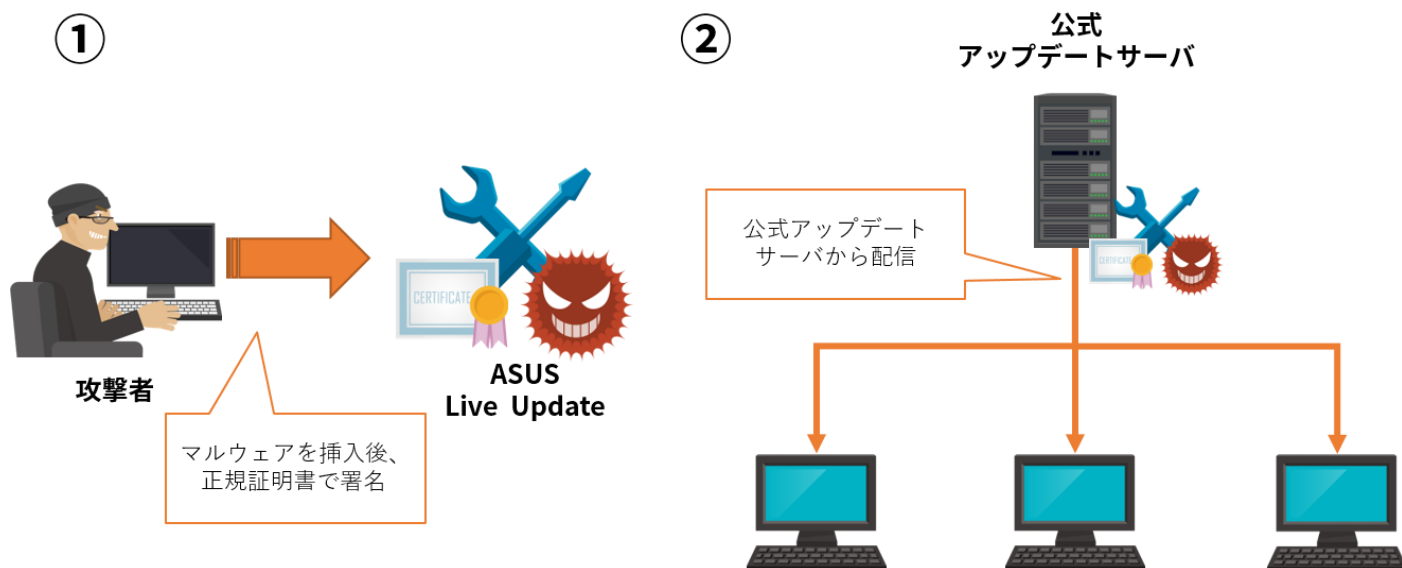 ①
攻撃者
マルウェアを挿入後、
正規証明書で署名
CERTIFICATE
ASUS
Live Update
②
公式
アップデートサーバ
公式アップデート
サーバから配信
CERTIFICATE